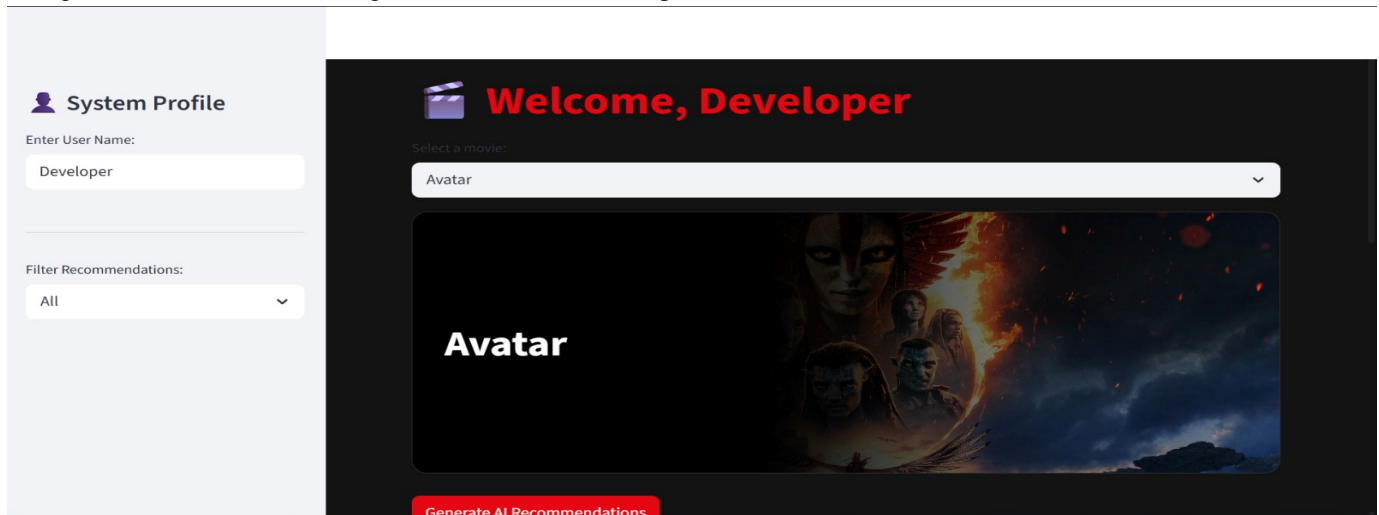 System Profile
Enter User Name:
Developer
Filter Recommendations:
All
Welcome, Developer
Select a movie:
Avatar
Avatar
Generate AI Recommendations